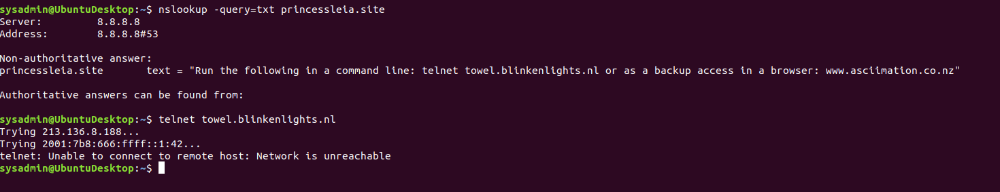 sysadmin@UbuntuDesktop:~$ nslookup -query=txt princessleia.site
Server:         8.8.8.8
Address:        8.8.8.8#53

Non-authoritative answer:
princessleia.site       text = "Run the following in a command line: telnet towel.blinkenlights.nl or as a backup access in a browser: www.asciimation.co.nz"

Authoritative answers can be found from:

sysadmin@UbuntuDesktop:~$ telnet towel.blinkenlights.nl
Trying 213.136.8.188...
Trying 2001:7b8:666:ffff::1:42...
telnet: Unable to connect to remote host: Network is unreachable
sysadmin@UbuntuDesktop:~$